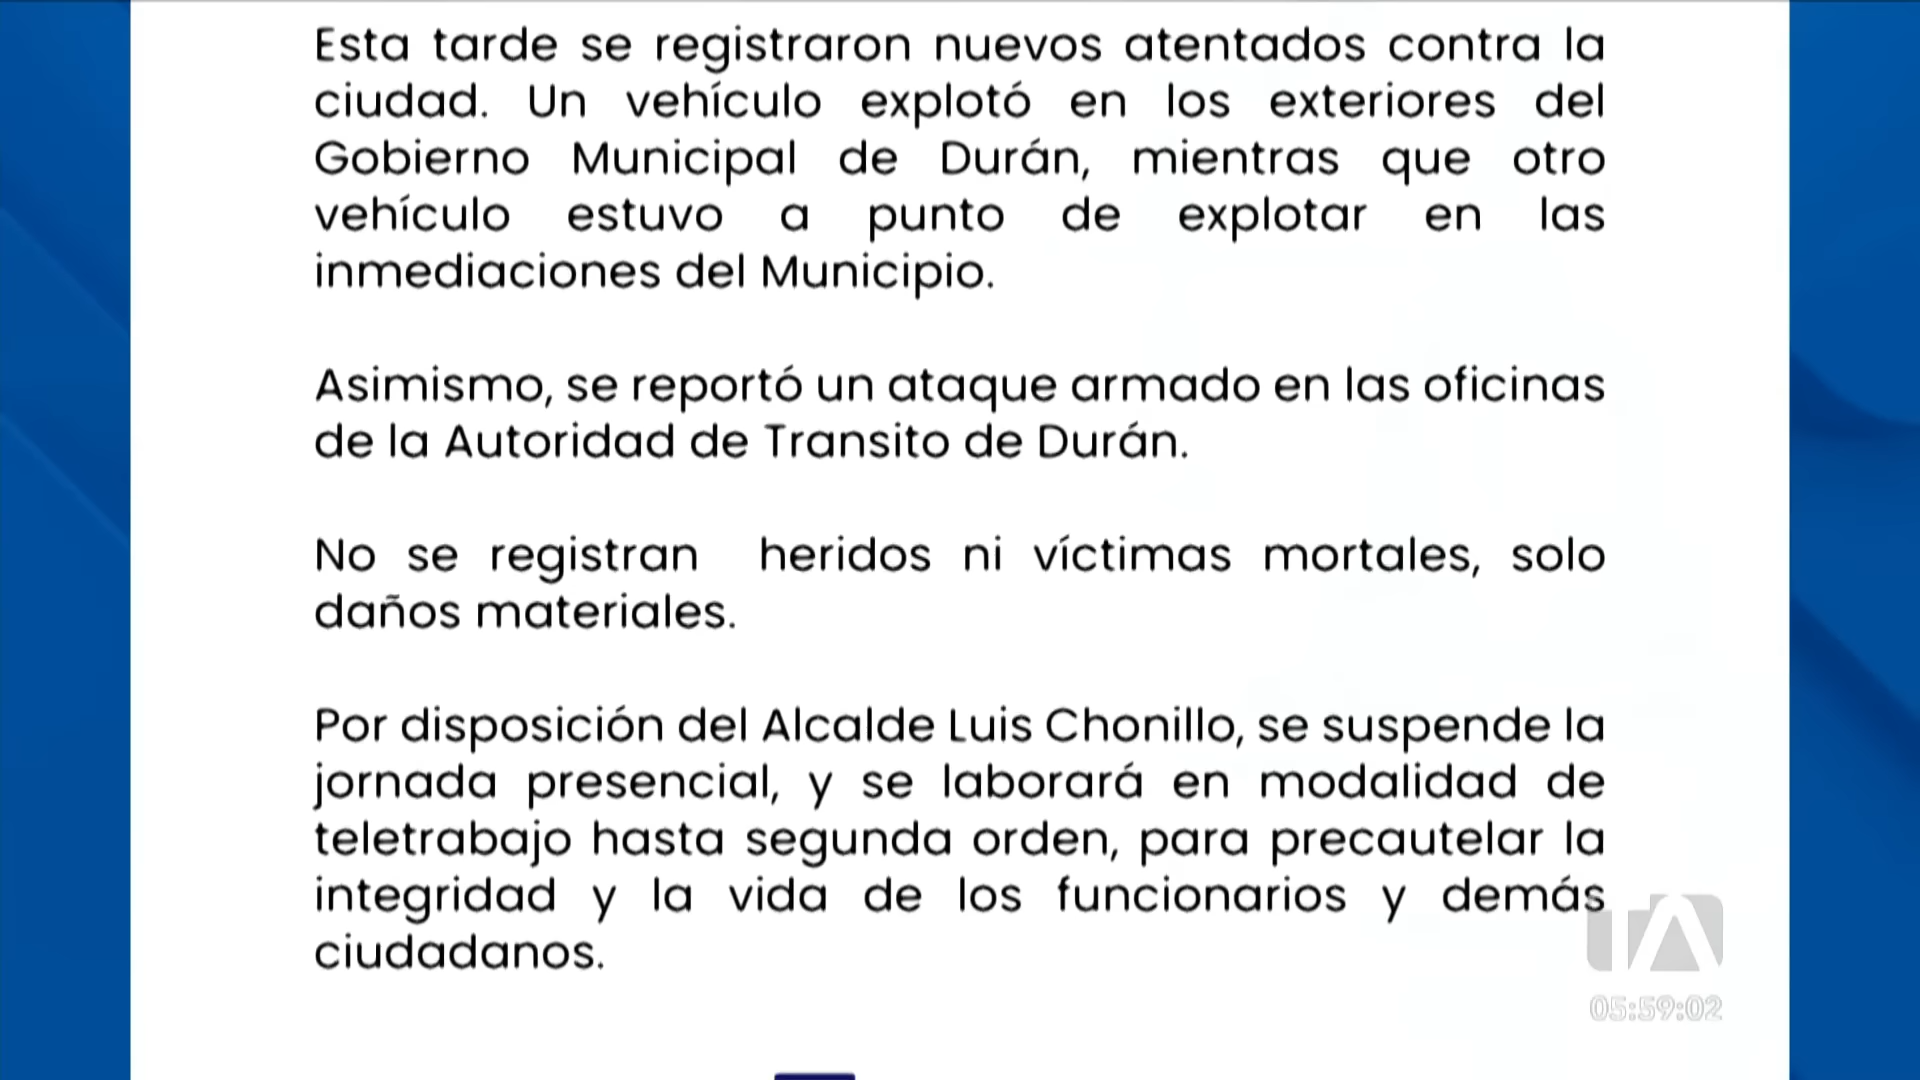 Esta tarde se registraron nuevos atentados contra la
ciudad. Un vehículo explotó en los exteriores del
Gobierno Municipal de Durán, mientras que otro
vehículo estuvo a punto de explotar en las
inmediaciones del Municipio.
Asimismo, se reportó un ataque armado en las oficinas
de la Autoridad de Transito de Durán.
No se registran heridos ni víctimas mortales, solo
daños materiales.
Por disposición del Alcalde Luis Chonillo, se suspende la
jornada presencial, y se laborará en modalidad de
teletrabajo hasta segunda orden, para precautelar la
integridad y la vida de los funcionarios y demás
ciudadanos.
TA
05:59:02